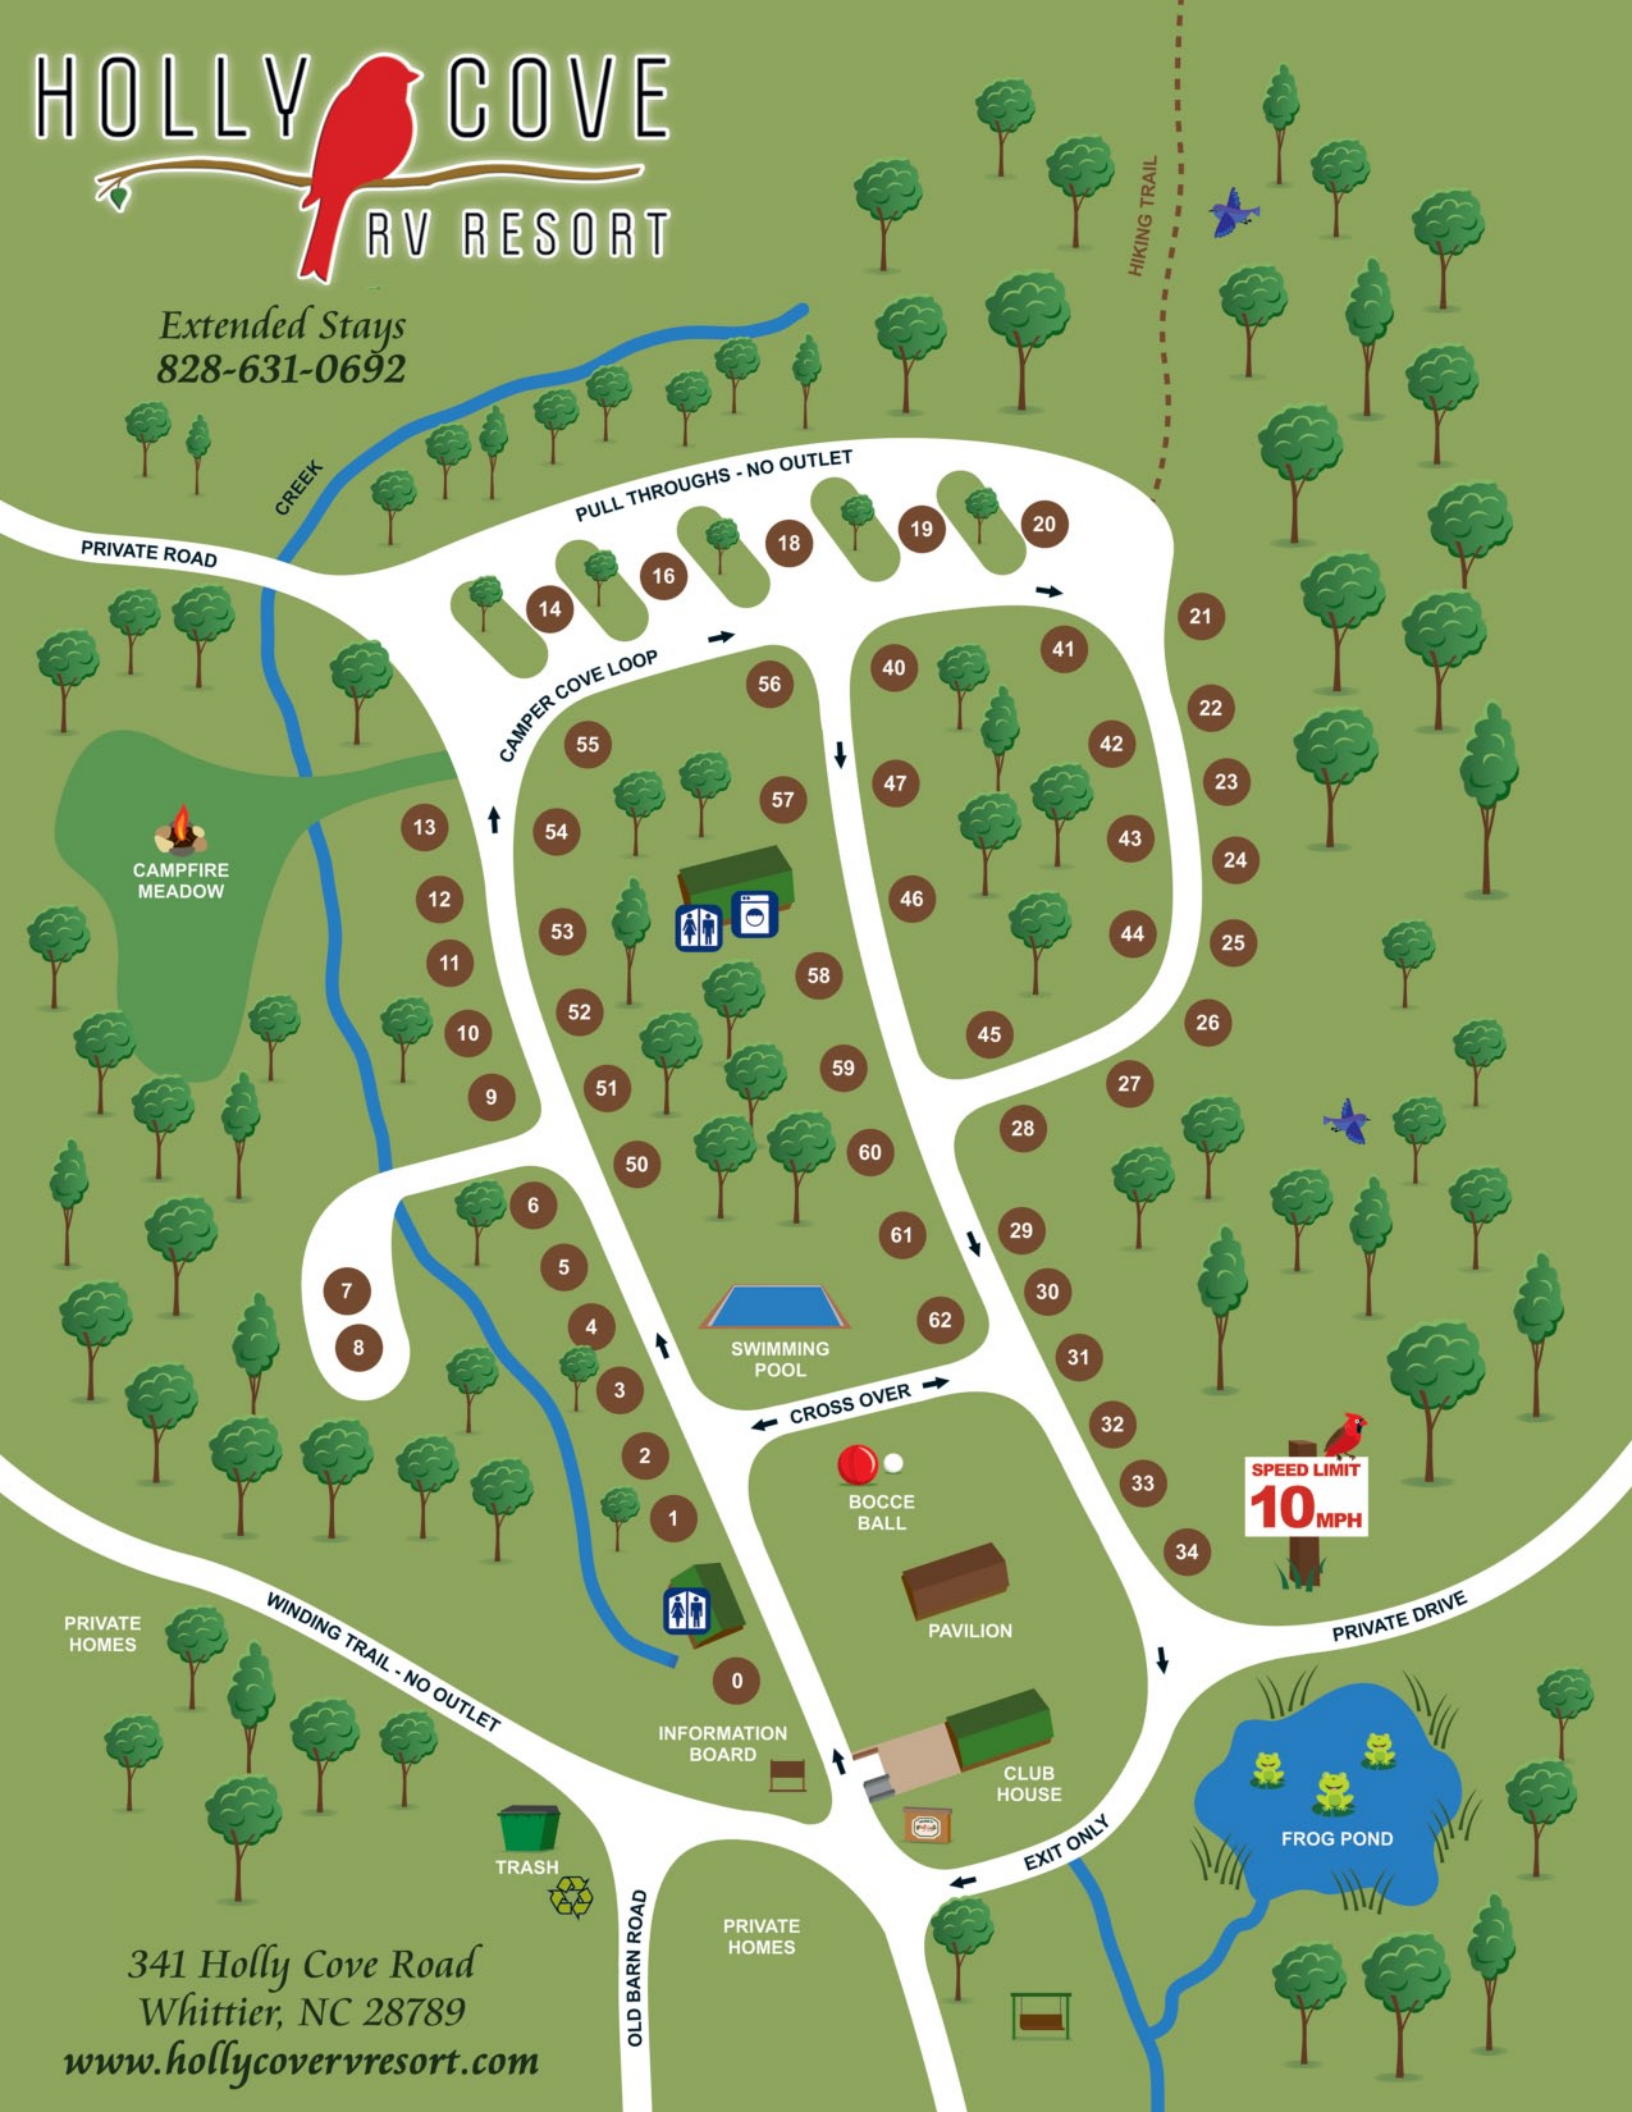 HOLLY COVE
RV RESORT
Extended Stays
828-631-0692
HIKING TRAIL
CREEK
PULL THROUGHS - NO OUTLET
PRIVATE ROAD
20
19
18
16
14
21
CAMPER COVE LOOP
41
40
56
22
55
42
23
47
57
13
54
43
24
CAMPFIRE
MEADOW
12
46
53
44
25
11
58
52
26
10
45
59
27
51
9
28
60
50
6
29
61
5
7
30
62
4
8
SWIMMING
POOL
31
3
CROSS OVER
32
2
33
SPEED LIMIT
10 MPH
BOCCE
BALL
1
34
PAVILION
PRIVATE DRIVE
PRIVATE
HOMES
WINDING TRAIL - NO OUTLET
0
INFORMATION
BOARD
CLUB
HOUSE
FROG POND
EXIT ONLY
TRASH
OLD BARN ROAD
PRIVATE
HOMES
341 Holly Cove Road
Whittier, NC 28789
www.hollycovervresort.com